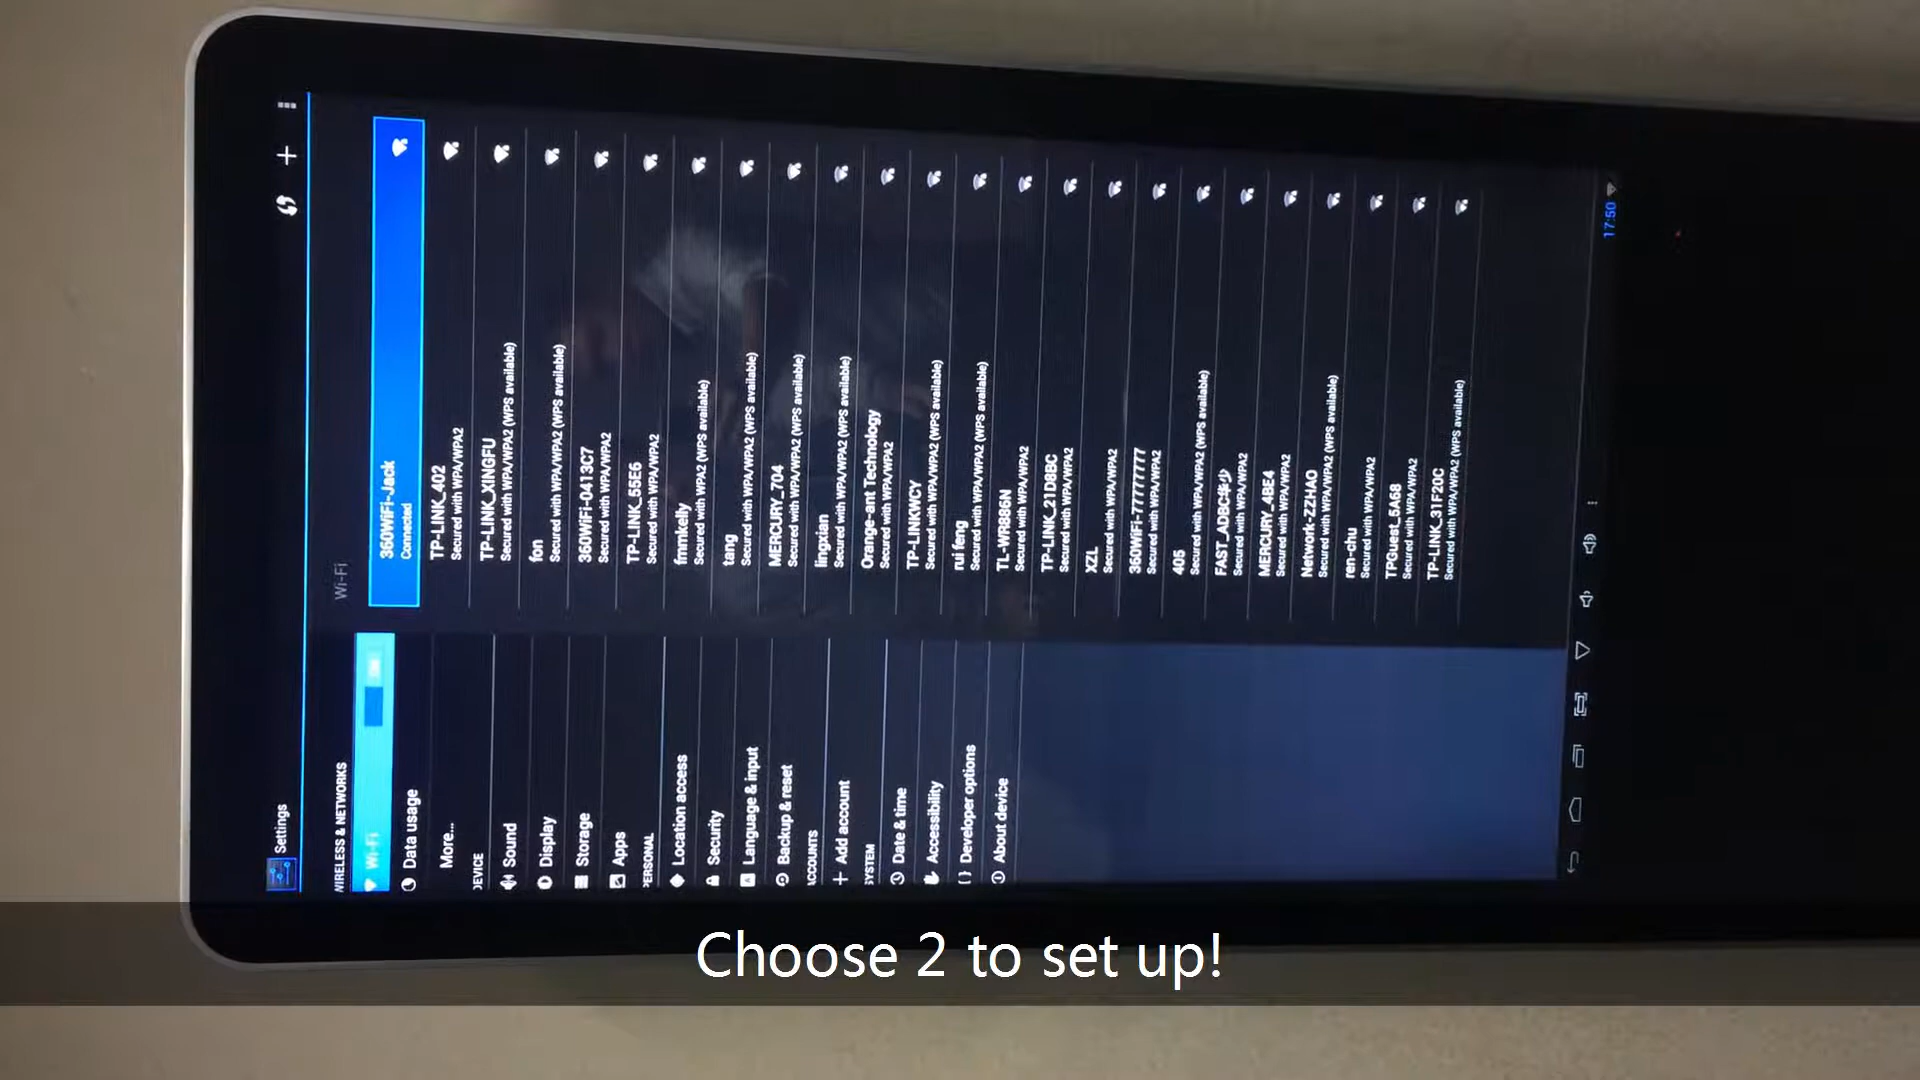 Settings
WIRELESS & NETWORKS
Wi-Fi
Data usage
More...
DEVICE
Sound
Display
Storage
Apps
PERSONAL
Location access
Security
Language & input
Backup & reset
ACCOUNTS
Add account
SYSTEM
Date & time
Accessibility
Developer options
About device
Wi-Fi
360WiFi-Jack
Connected
TP-LINK_402
Secured with WPA/WPA2
TP-LINK_XINGFU
Secured with WPA/WPA2 (WPS available)
fon
Secured with WPA/WPA2 (WPS available)
360WiFi-0413C7
Secured with WPA/WPA2
TP-LINK_55E6
Secured with WPA/WPA2
fmmkelly
Secured with WPA2 (WPS available)
tang
Secured with WPA/WPA2 (WPS available)
MERCURY_704
Secured with WPA/WPA2 (WPS available)
lingxian
Secured with WPA/WPA2 (WPS available)
Orange-ant Technology
Secured with WPA/WPA2
TP-LINKWCY
Secured with WPA/WPA2 (WPS available)
rui feng
Secured with WPA/WPA2 (WPS available)
TL-WR886N
Secured with WPA/WPA2
TP-LINK_21D8BC
Secured with WPA/WPA2
XZL
Secured with WPA/WPA2
360WiFi-77777777
Secured with WPA/WPA2
405
Secured with WPA/WPA2 (WPS available)
Secured with WPA/WPA2
MERCURY_4BE4
Secured with WPA/WPA2
Network-ZZHAO
Secured with WPA/WPA2 (WPS available)
ren-chu
Secured with WPA/WPA2
TPGuest_5A68
Secured with WPA/WPA2
TP-LINK_31F20C
Secured with WPA/WPA2 (WPS available)
17:50
Choose 2 to set up!